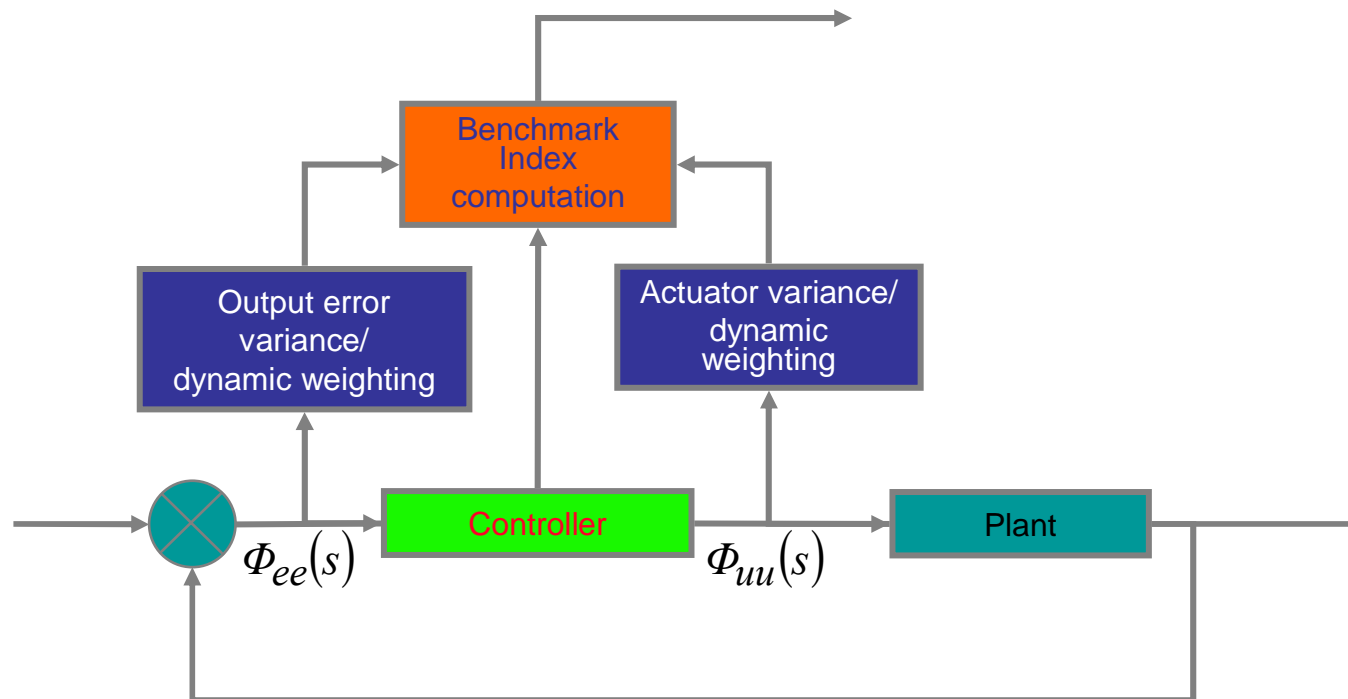 Benchmark
Index
computation
Output error
variance/
dynamic weighting
Actuator variance/
dynamic
weighting
Controller
Plant
Φee(s)
Φuu(s)